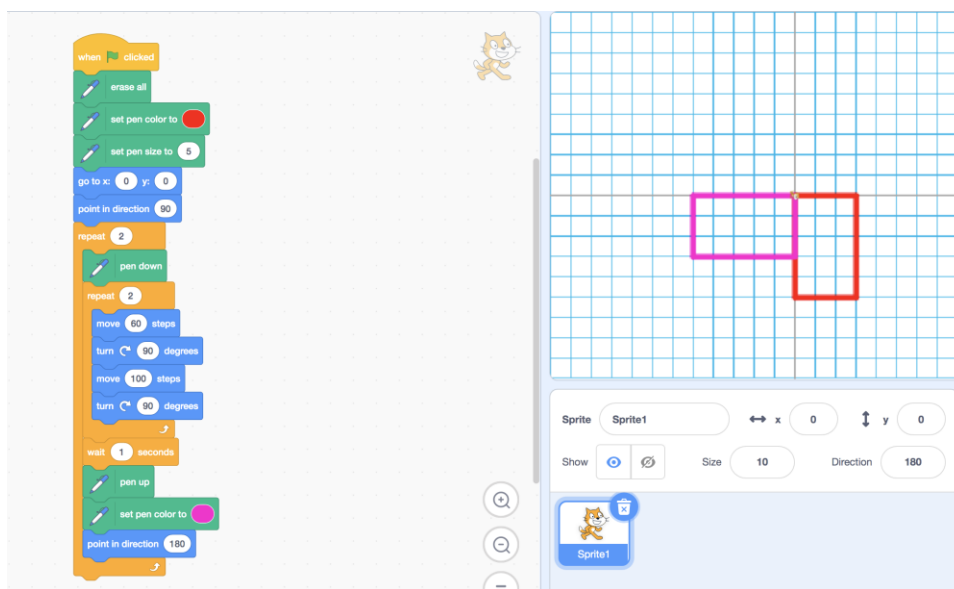 when clicked
erase all
set pen color to
set pen size to 5
go to x: 0 y: 0
point in direction 90
repeat 2
pen down
repeat 2
move 60 steps
turn 90 degrees
move 100 steps
turn 90 degrees
wait 1 seconds
pen up
set pen color to
point in direction 180
Sprite Sprite1 x 0 y 0
Show Size 10 Direction 180
Sprite1